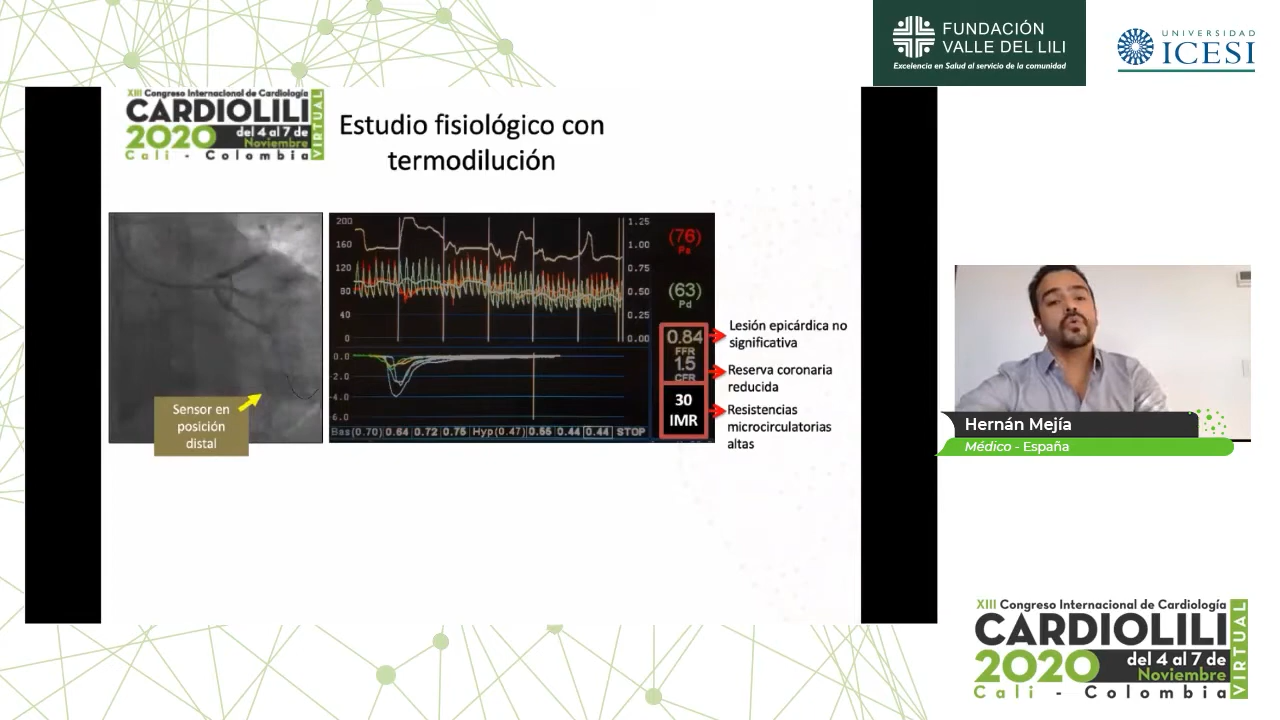 FUNDACIÓN
VALLE DEL LILI
Excelencia en Salud al servicio de la comunidad
UNIVERSIDAD
ICESI
XIII Congreso Internacional de Cardiología
CARDIOLILI
2020 del 4 al 7 de
Noviembre
Cali - Colombia
VIRTUAL
Estudio fisiológico con
termodilución
200
160
120
80
40
0
1.25
1.00
0.75
0.50
0.25
0.00
(76)
(63)
Pd
0.84
FFR
1.5
CFR
30
IMR
0.0
-2.0
-4.0
-6.0
Bas(0.70) 0.64 0.72 0.75 Hyp(0.47) 0.55 0.44 0.44 STOP
Lesión epicárdica no
significativa
Reserva coronaria
reducida
Resistencias
microcirculatorias
altas
Sensor en
posición
distal
Hernán Mejía
Médico - España
XIII Congreso Internacional de Cardiología
CARDIOLILI
2020 del 4 al 7 de
Noviembre
Cali - Colombia
VIRTUAL